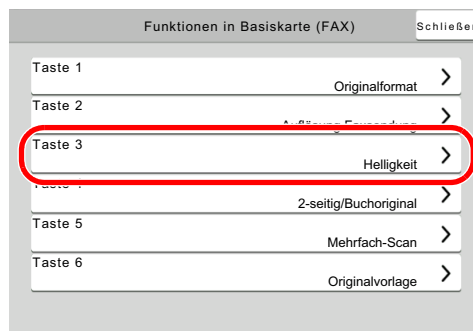 Funktionen in Basiskarte (FAX)
Schließen
Taste 1
Originalformat
Taste 2
Taste 3
Helligkeit
2-seitig/Buchoriginal
Taste 5
Mehrfach-Scan
Taste 6
Originalvorlage